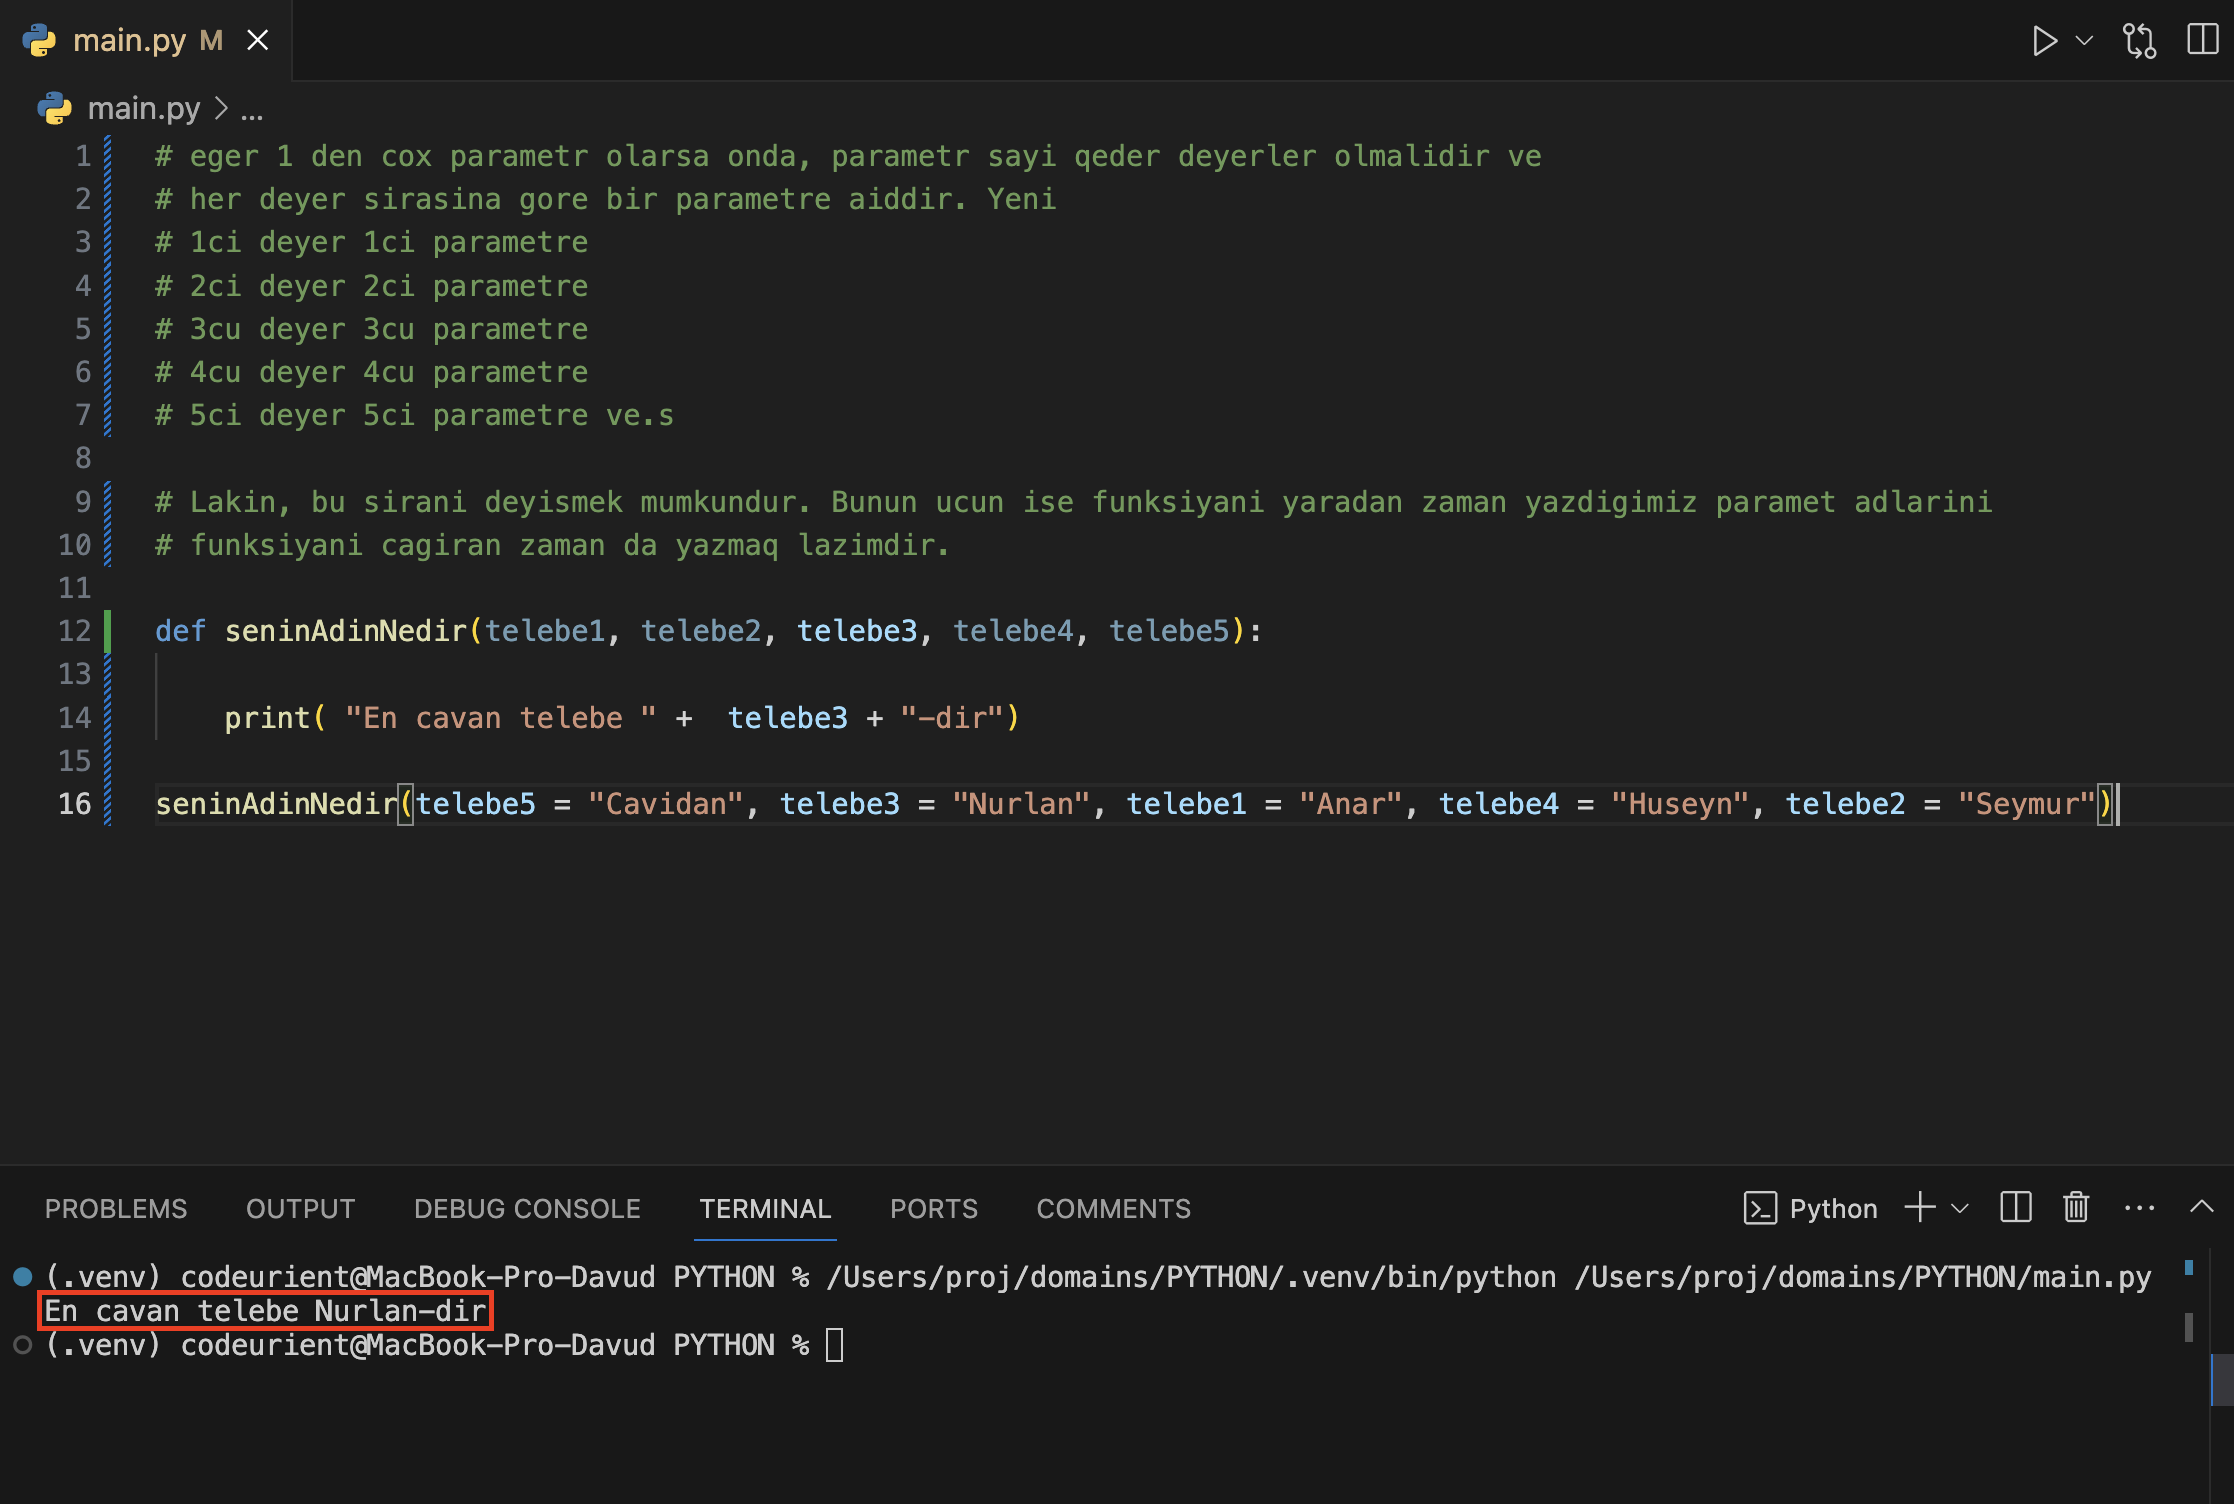 main.py M
main.py > ...
1 # eger 1 den cox parametr olarsa onda, parametr sayi qeder deyerler olmalidir ve
2 # her deyer sirasina gore bir parametre aiddir. Yeni
3 # 1ci deyer 1ci parametre
4 # 2ci deyer 2ci parametre
5 # 3cu deyer 3cu parametre
6 # 4cu deyer 4cu parametre
7 # 5ci deyer 5ci parametre ve.s
8
9 # Lakin, bu sirani deyismek mumkundur. Bunun ucun ise funksiyani yaradan zaman yazdigimiz paramet adlarini
10 # funksiyani cagiran zaman da yazmaq lazimdir.
11
12 def seninAdinNedir(telebe1, telebe2, telebe3, telebe4, telebe5):
13
14     print( "En cavan telebe " +  telebe3 + "-dir")
15
16 seninAdinNedir(telebe5 = "Cavidan", telebe3 = "Nurlan", telebe1 = "Anar", telebe4 = "Huseyn", telebe2 = "Seymur")
PROBLEMS OUTPUT DEBUG CONSOLE TERMINAL PORTS COMMENTS Python
(.venv) codeurient@MacBook-Pro-Davud PYTHON % /Users/proj/domains/PYTHON/.venv/bin/python /Users/proj/domains/PYTHON/main.py
En cavan telebe Nurlan-dir
(.venv) codeurient@MacBook-Pro-Davud PYTHON %